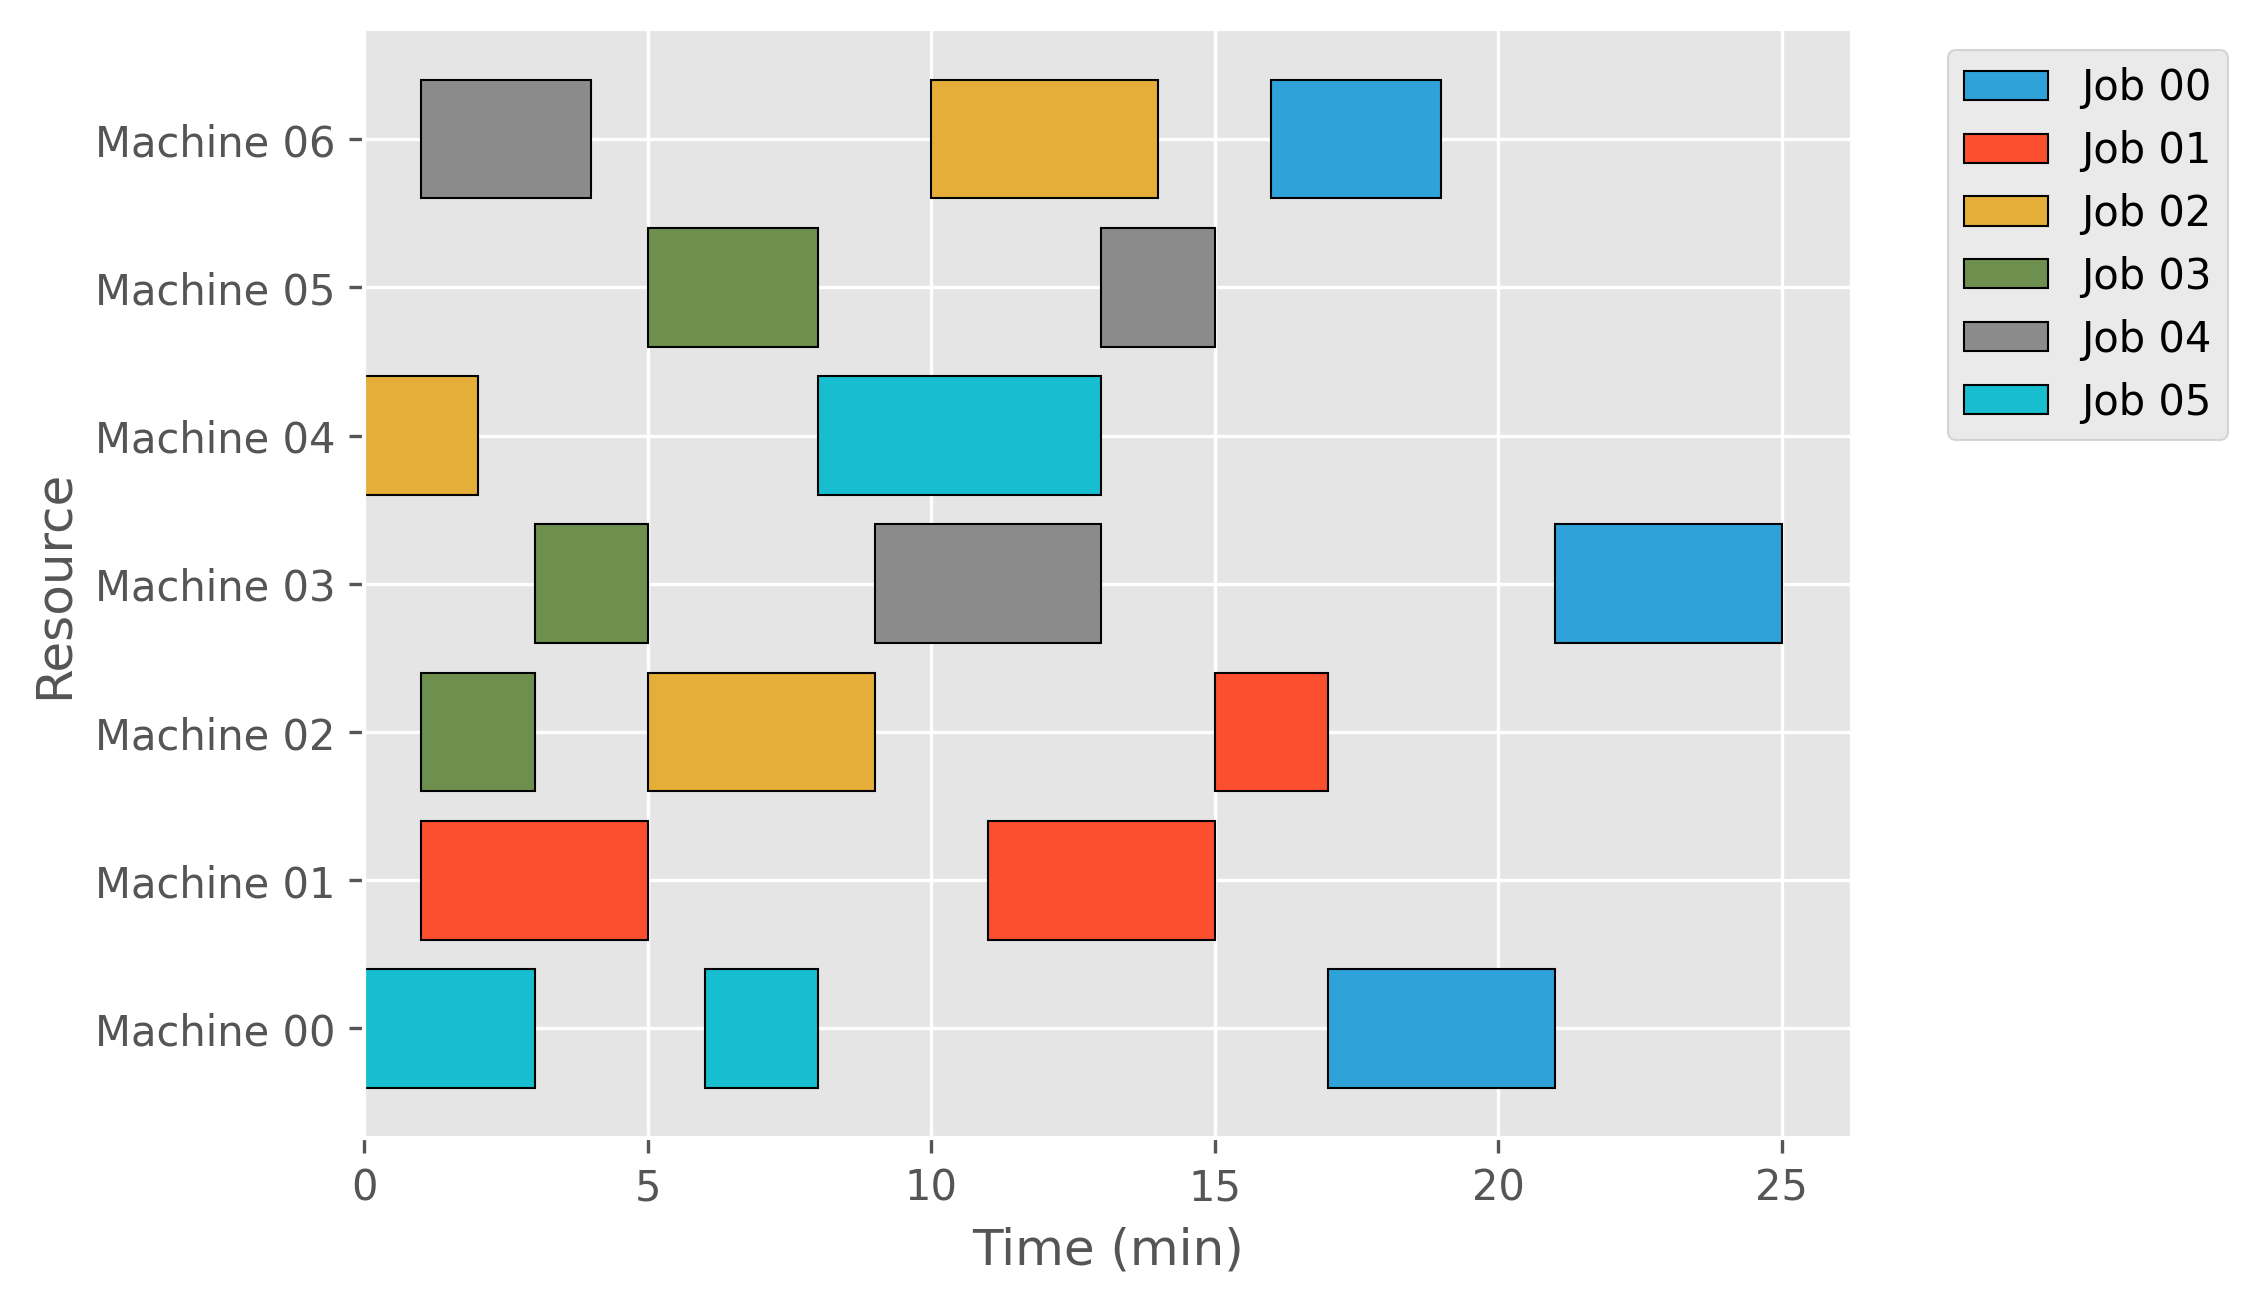 Machine 06
Machine 05
Machine 04
Machine 03
Machine 02
Machine 01
Machine 00
Resource
0 5 10 15 20 25
Time (min)
Job 00
Job 01
Job 02
Job 03
Job 04
Job 05